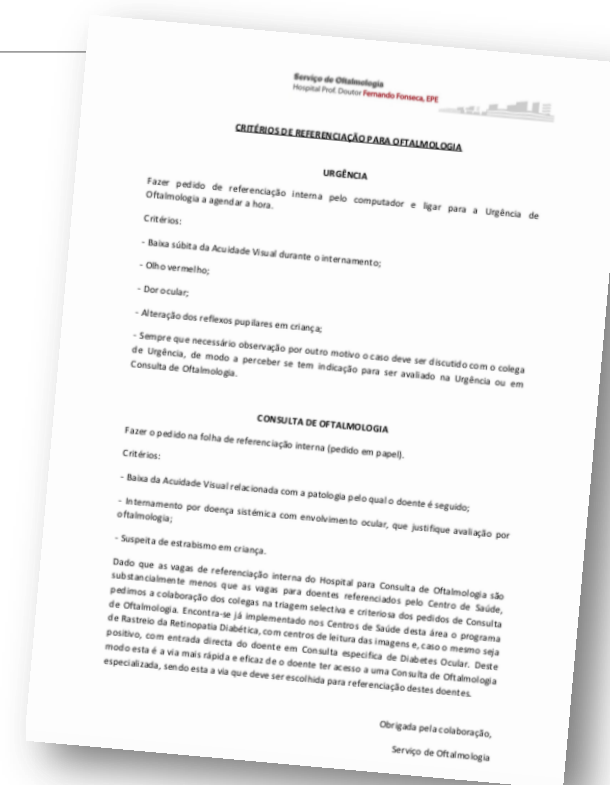 Serviço de Oftalmologia
Hospital Prof. Doutor Fernando Fonseca, EPE
CRITÉRIOS DE REFERENCIAÇÃO PARA OFTALMOLOGIA
URGÊNCIA
Fazer pedido de referenciação interna pelo computador e ligar para a Urgência de
Oftalmologia a agendar a hora.
Critérios:
- Baixa súbita da Acuidade Visual durante o internamento;
- Olho vermelho;
- Dor ocular;
- Alteração dos reflexos pupilares em criança;
- Sempre que necessário observação por outro motivo o caso deve ser discutido com o colega
de Urgência, de modo a perceber se tem indicação para ser avaliado na Urgência ou em
Consulta de Oftalmologia.
CONSULTA DE OFTALMOLOGIA
Fazer o pedido na folha de referenciação interna (pedido em papel).
Critérios:
- Baixa da Acuidade Visual relacionada com a patologia pelo qual o doente é seguido;
- Internamento por doença sistémica com envolvimento ocular, que justifique avaliação por
oftalmologia;
- Suspeita de estrabismo em criança.
Dado que as vagas de referenciação interna do Hospital para Consulta de Oftalmologia são
substancialmente menos que as vagas para doentes referenciados pelo Centro de Saúde,
pedimos a colaboração dos colegas na triagem selectiva e criteriosa dos pedidos de Consulta
de Oftalmologia. Encontra-se já implementado nos Centros de Saúde desta área o programa
de Rastreio da Retinopatia Diabética, com centros de leitura das imagens e, caso o mesmo seja
positivo, com entrada directa do doente em Consulta especifica de Diabetes Ocular. Deste
modo esta é a via mais rápida e eficaz de o doente ter acesso a uma Consulta de Oftalmologia
especializada, sendo esta a via que deve ser escolhida para referenciação destes doentes.
Obrigada pela colaboração,
Serviço de Oftalmologia